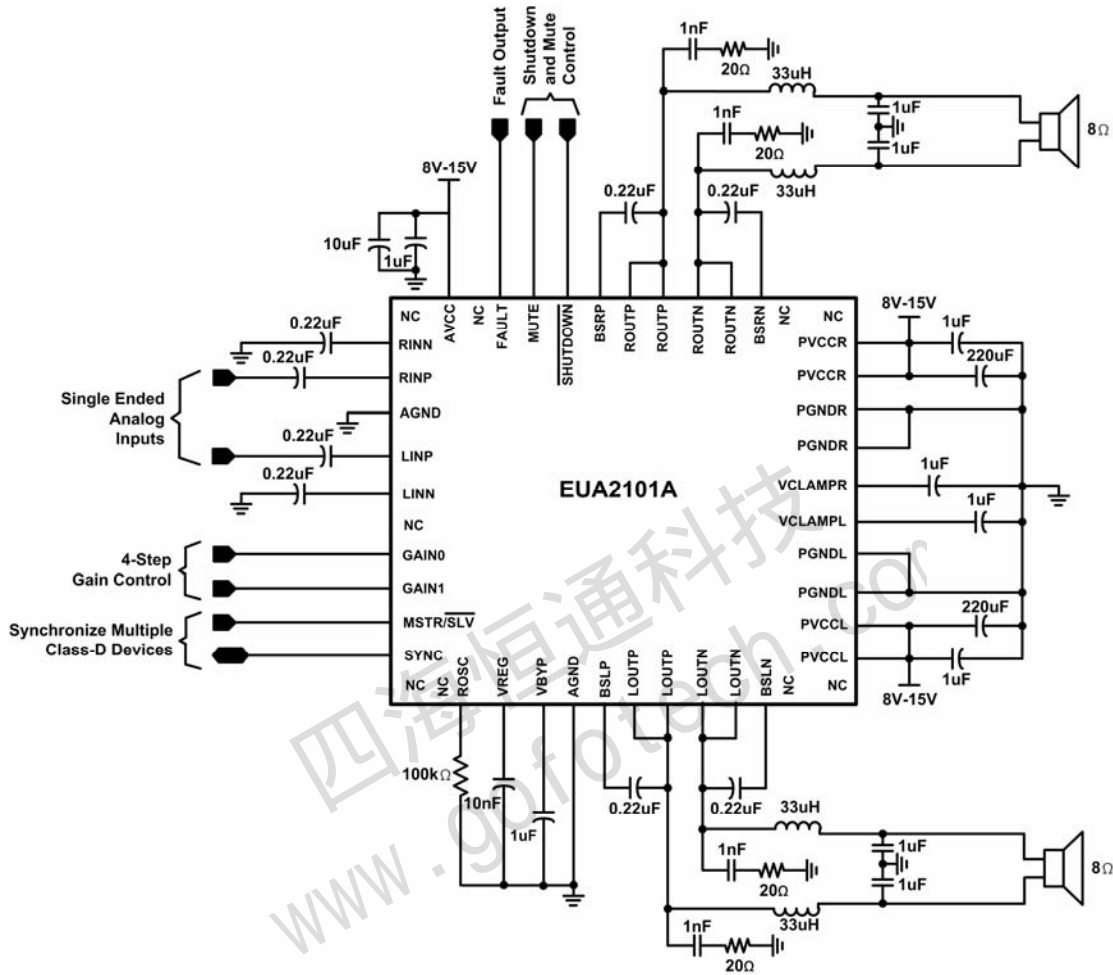 Fault Output
Shutdown
and Mute
Control
1nF
20Ω
33uH
1uF
1uF
8Ω
1nF
20Ω
33uH
8V-15V
10uF
1uF
0.22uF
0.22uF
NC
AVCC
NC
FAULT
MUTE
SHUTDOWN
BSRP
ROUTP
ROUTP
ROUTN
ROUTN
BSRN
NC
NC
0.22uF
RINN
0.22uF
RINP
Single Ended
Analog
Inputs
AGND
0.22uF
LINP
0.22uF
LINN
NC
4-Step
Gain Control
GAIN0
GAIN1
Synchronize Multiple
Class-D Devices
MSTR/SLV
SYNC
EUA2101A
8V-15V
1uF
PVCCR
220uF
PVCCR
PGNDR
PGNDR
1uF
VCLAMPR
1uF
VCLAMPL
PGNDL
PGNDL
220uF
PVCCL
PVCCL
1uF
8V-15V
NC
NC
ROSC
VREG
VBYP
AGND
BSLP
LOUTP
LOUTP
LOUTN
LOUTN
BSLN
NC
NC
100kΩ
10nF
1uF
0.22uF
0.22uF
33uH
1nF
20Ω
1uF
1uF
8Ω
33uH
1nF
20Ω
四海恒通科技
www.gofotech.com